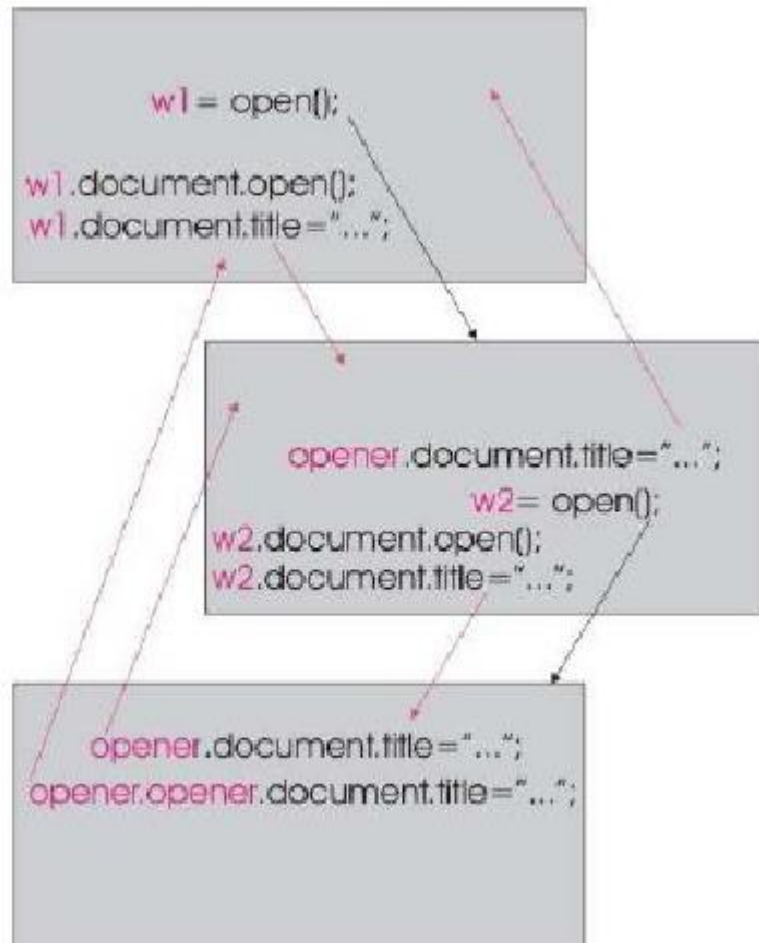 w1 = open();
w1.document.open();
w1.document.title="...";
opener.document.title="...";
w2= open();
w2.document.open();
w2.document.title="...";
opener.document.title="...";
opener.opener.document.title="...";